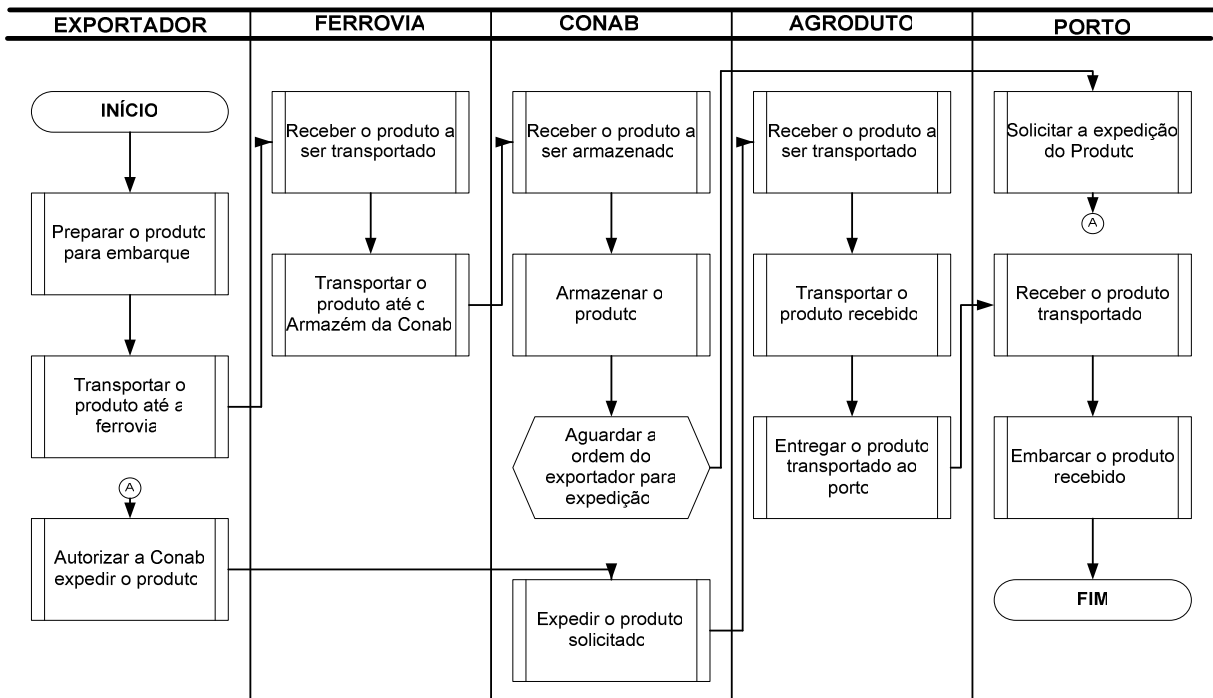 EXPORTADOR
FERROVIA
CONAB
AGRODUTO
PORTO
INÍCIO
Preparar o produto
para embarque
Transportar o
produto até a
ferrovia
A
Autorizar a Conab
expedir o produto
Receber o produto a
ser transportado
Transportar o
produto até o
Armazém da Conab
Receber o produto a
ser armazenado
Armazenar o
produto
Aguardar a
ordem do
exportador para
expedição
Expedir o produto
solicitado
Receber o produto a
ser transportado
Transportar o
produto recebido
Entregar o produto
transportado ao
porto
Solicitar a expedição
do Produto
A
Receber o produto
transportado
Embarcar o produto
recebido
FIM